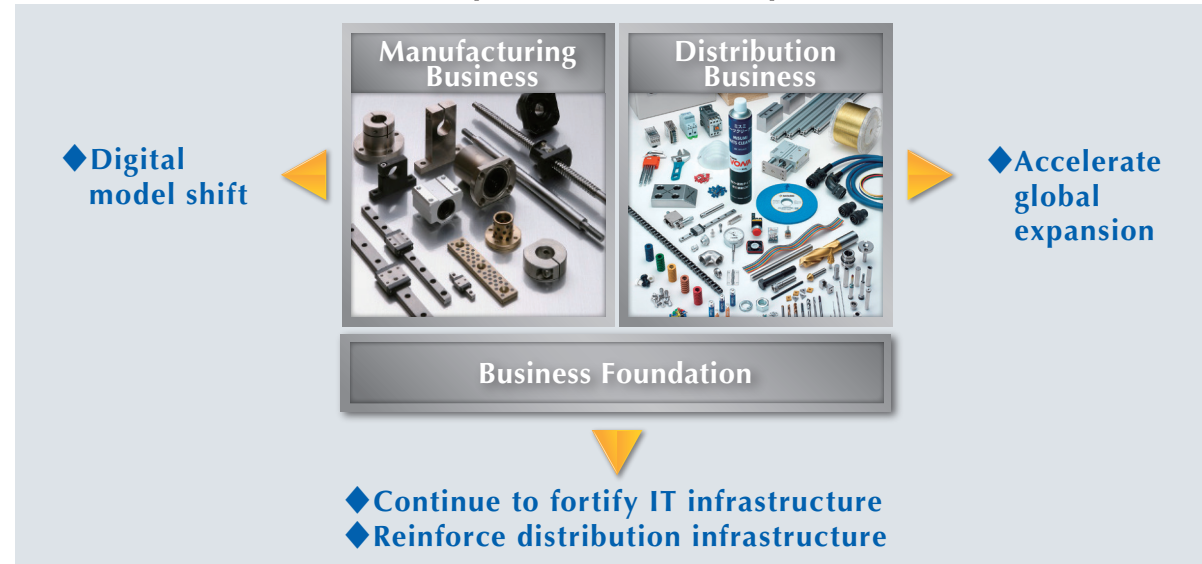 Manufacturing
Business
Distribution
Business
◆Digital
model shift
◆Accelerate
global
expansion
Business Foundation
◆Continue to fortify IT infrastructure
◆Reinforce distribution infrastructure